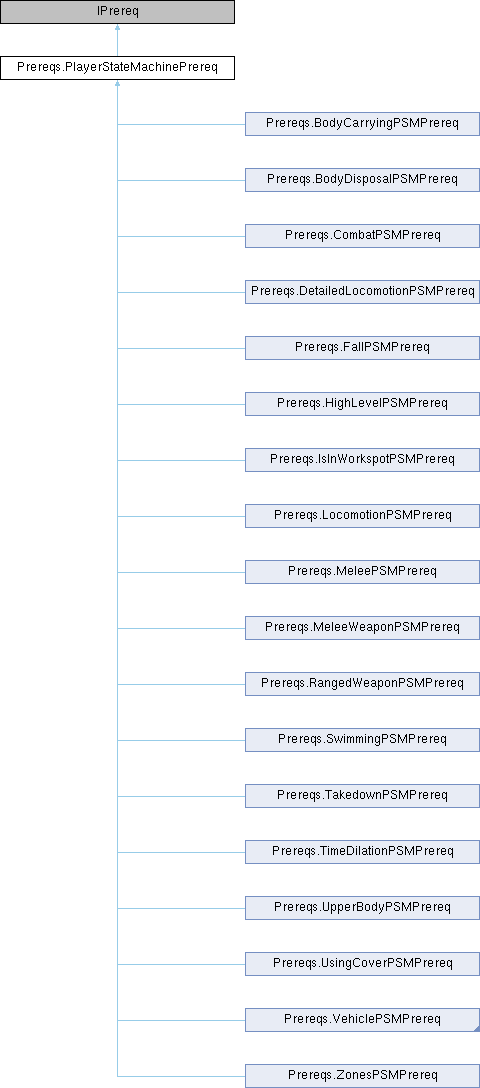 IPrereq
Prereqs.PlayerStateMachinePrereq
Prereqs.BodyCarryingPSMPrereq
Prereqs.BodyDisposalPSMPrereq
Prereqs.CombatPSMPrereq
Prereqs.DetailedLocomotionPSMPrereq
Prereqs.FallPSMPrereq
Prereqs.HighLevelPSMPrereq
Prereqs.IsInWorkspotPSMPrereq
Prereqs.LocomotionPSMPrereq
Prereqs.MeleePSMPrereq
Prereqs.MeleeWeaponPSMPrereq
Prereqs.RangedWeaponPSMPrereq
Prereqs.SwimmingPSMPrereq
Prereqs.TakedownPSMPrereq
Prereqs.TimeDilationPSMPrereq
Prereqs.UpperBodyPSMPrereq
Prereqs.UsingCoverPSMPrereq
Prereqs.VehiclePSMPrereq
Prereqs.ZonesPSMPrereq